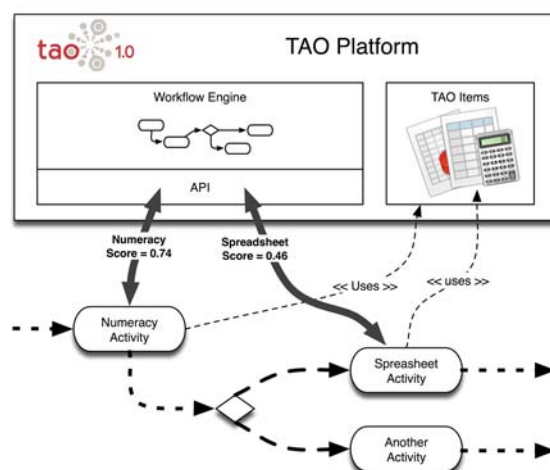 tao 1.0
TAO Platform
Workflow Engine
TAO Items
API
Numeracy
Score = 0.74
Spreadsheet
Score = 0.46
<< Uses >>
<< uses >>
Numeracy
Activity
Spreasheet
Activity
Another
Activity